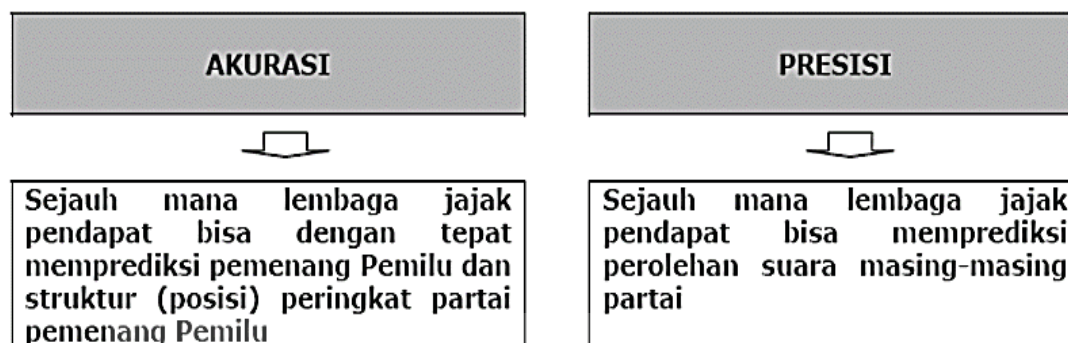 AKURASI
Sejauh mana lembaga jajak
pendapat bisa dengan tepat
memprediksi pemenang Pemilu dan
struktur (posisi) peringkat partai
pemenang Pemilu
PRESISI
Sejauh mana lembaga jajak
pendapat bisa memprediksi
perolehan suara masing-masing
partai